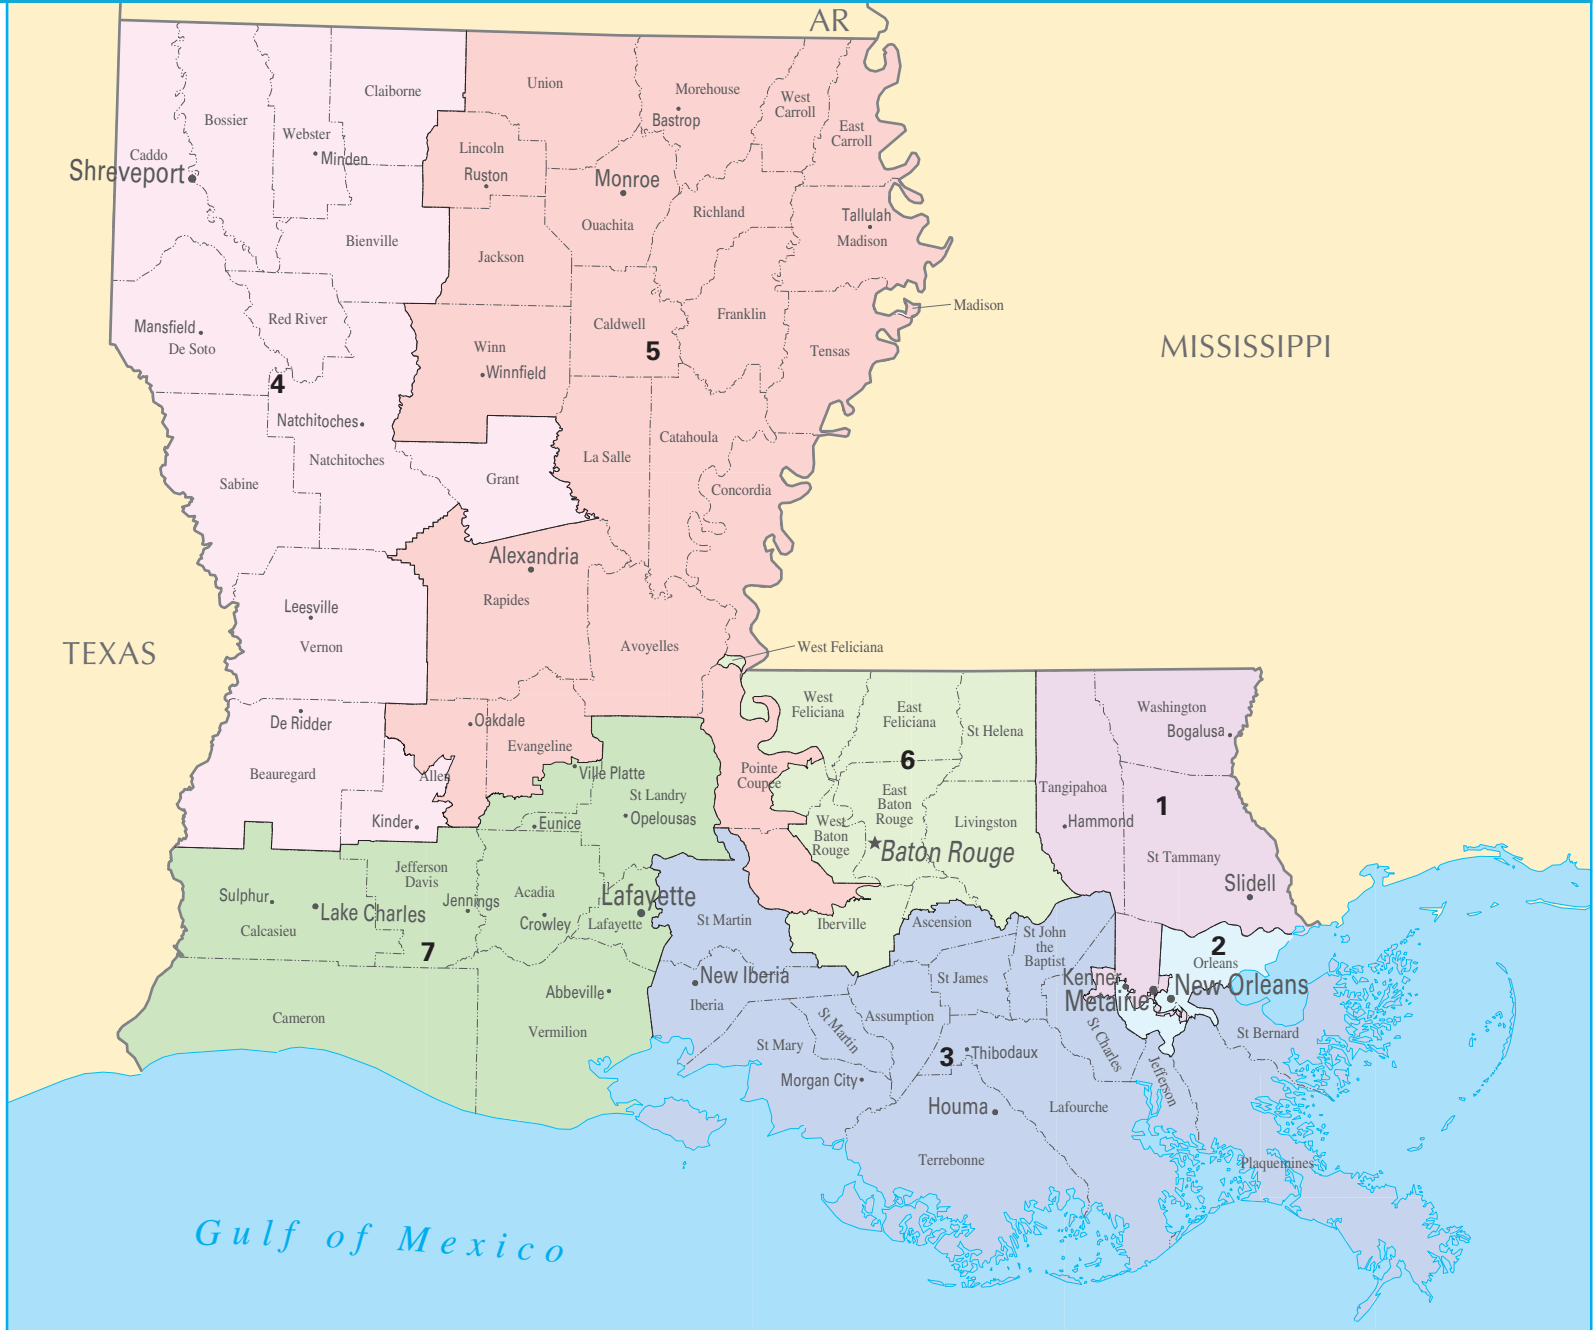 AR
Union
Morehouse
Claiborne
West
Carroll
Bossier
Bastrop
East
Carroll
Webster
Caddo
Lincoln
Minden
Shreveport
Ruston
Monroe
Richland
Tallulah
Ouachita
Bienville
Madison
Jackson
Madison
Red River
Franklin
Mansfield
Caldwell
De Soto
Winn
5
Tensas
MISSISSIPPI
Winnfield
4
Natchitoches
Catahoula
Natchitoches
La Salle
Sabine
Grant
Concordia
Alexandria
Leesville
Rapides
Vernon
Avoyelles
West Feliciana
TEXAS
West
Feliciana
East
Feliciana
Washington
De Ridder
Oakdale
St Helena
Bogalusa
Evangeline
6
Beauregard
Allen
Ville Platte
Pointe
Coupee
Tangipahoa
St Landry
East
Baton
Rouge
1
Kinder
Eunice
Opelousas
West
Baton
Rouge
Livingston
Hammond
Baton Rouge
St Tammany
Jefferson
Davis
Slidell
Sulphur
Lake Charles
Jennings
Acadia
Lafayette
Crowley
Lafayette
St Martin
Iberville
Ascension
Calcasieu
7
St John
the
Baptist
2
Orleans
New Iberia
St James
Kenner
New Orleans
Abbeville
Iberia
Metairie
Cameron
Assumption
Vermilion
St Martin
St Mary
St Charles
St Bernard
3
Thibodaux
Morgan City
Jefferson
Houma
Lafourche
Terrebonne
Plaquemines
Gulf of Mexico